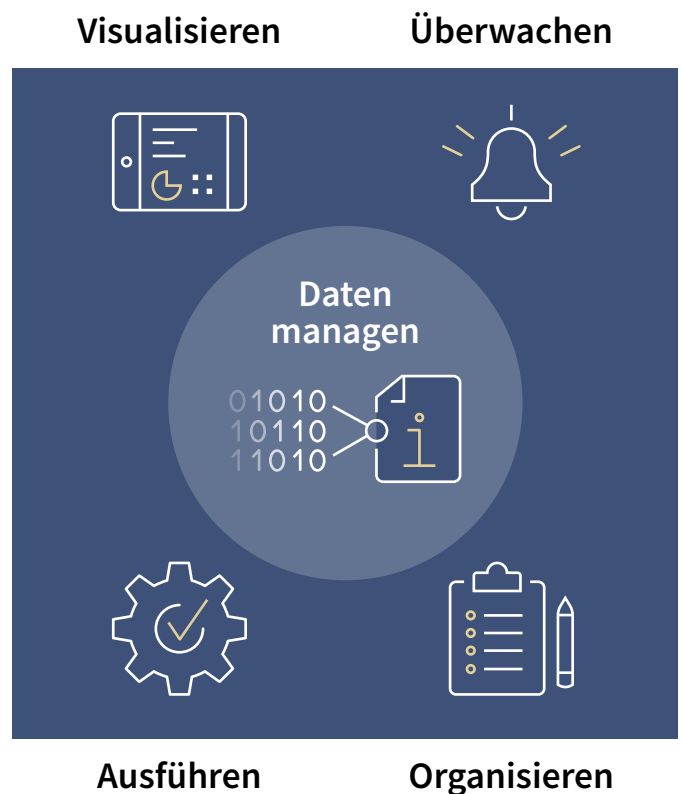 Visualisieren
Überwachen
Daten
managen
01010
10110
11010
i
Ausführen
Organisieren